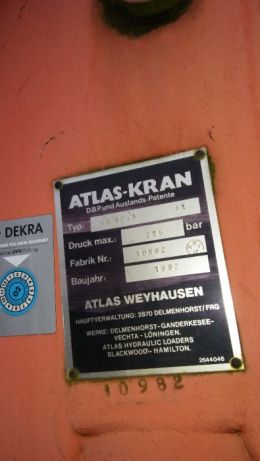 ATLAS-KRAN
D.B.P. und Auslands-Patente
Typ:
Druck max.: 275 bar
Fabrik Nr.: 10982
Baujahr: 1992
ATLAS WEYHAUSEN
HAUPTVERWALTUNG: 2870 DELMENHORST/FRG
WERKE: DELMENHORST-GANDERKESEE-
VECHTA - LÖNINGEN.
ATLAS HYDRAULIC LOADERS
BLACKWOOD - HAMILTON.
2644046
10982
DEKRA